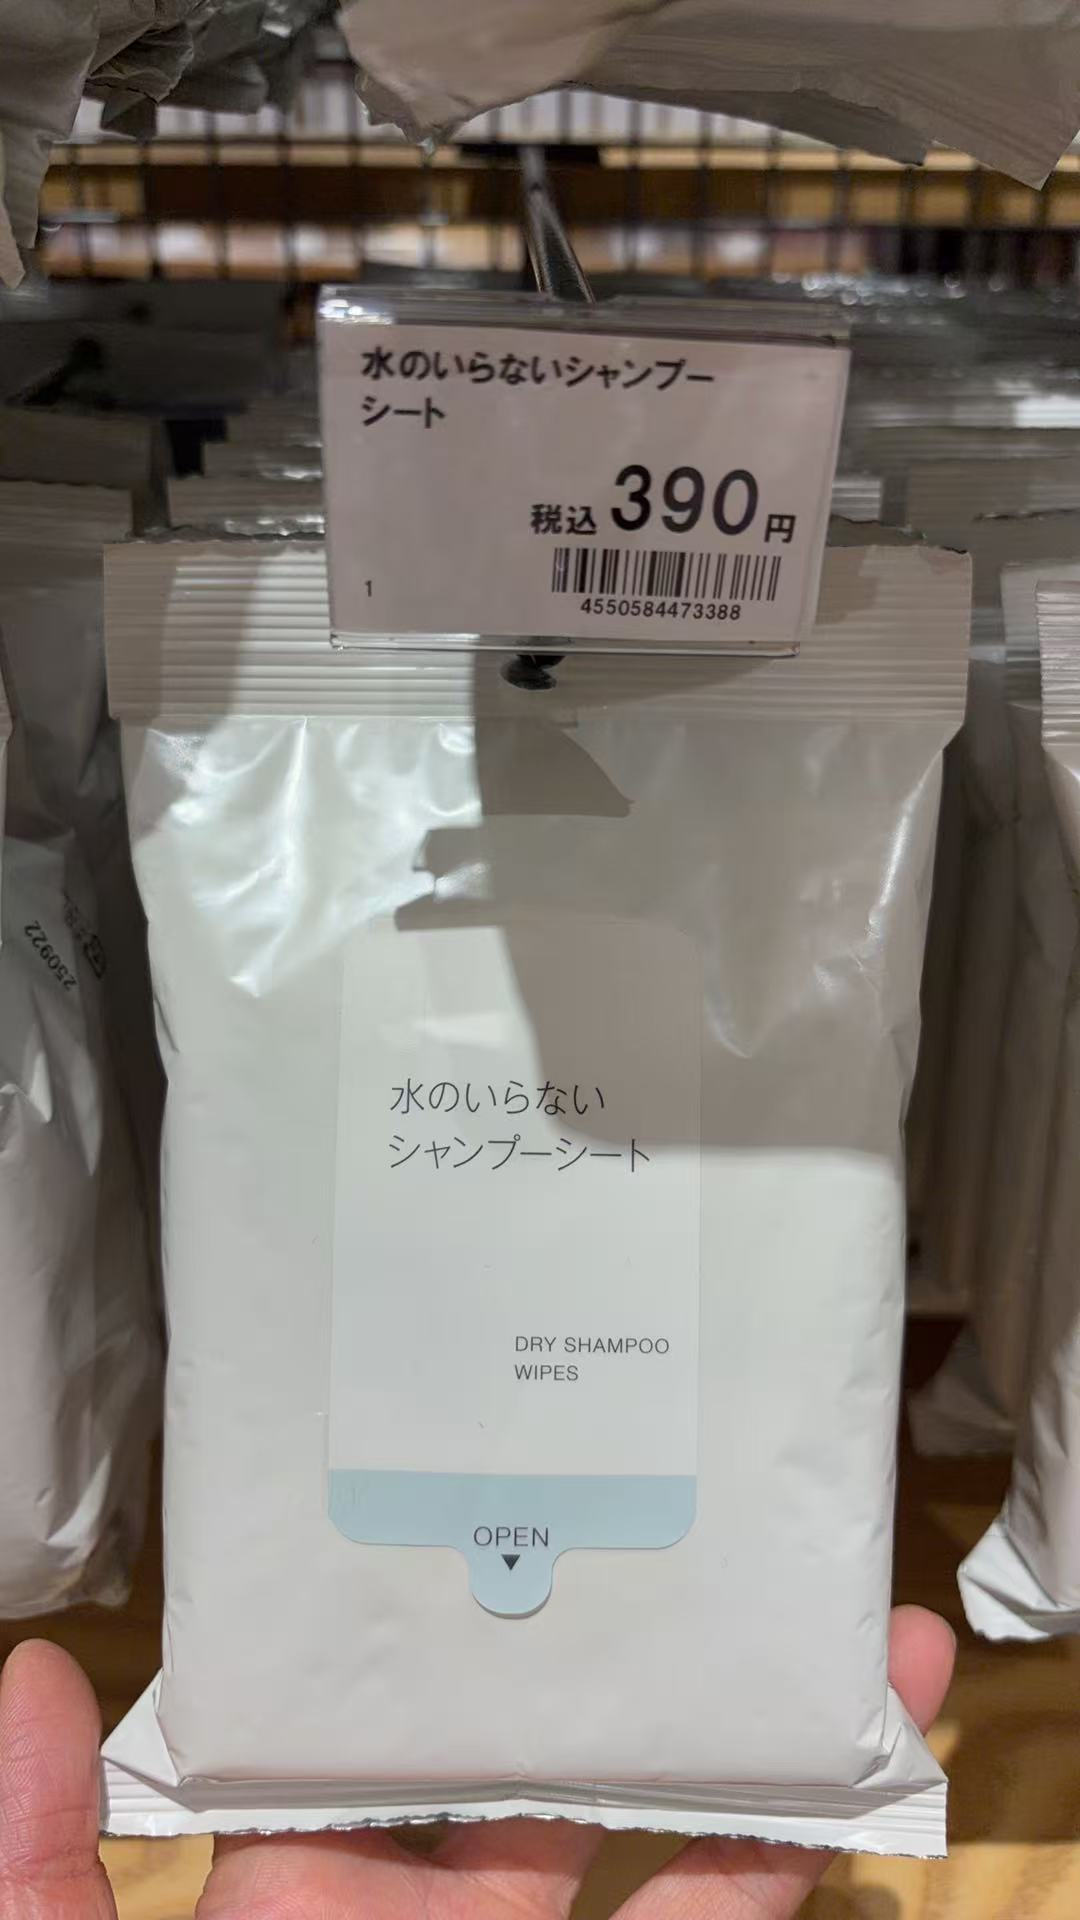 水のいらないシャンプー
シート
税込390円
1
4550584473388
250922
水のいらない
シャンプーシート
DRY SHAMPOO
WIPES
OPEN